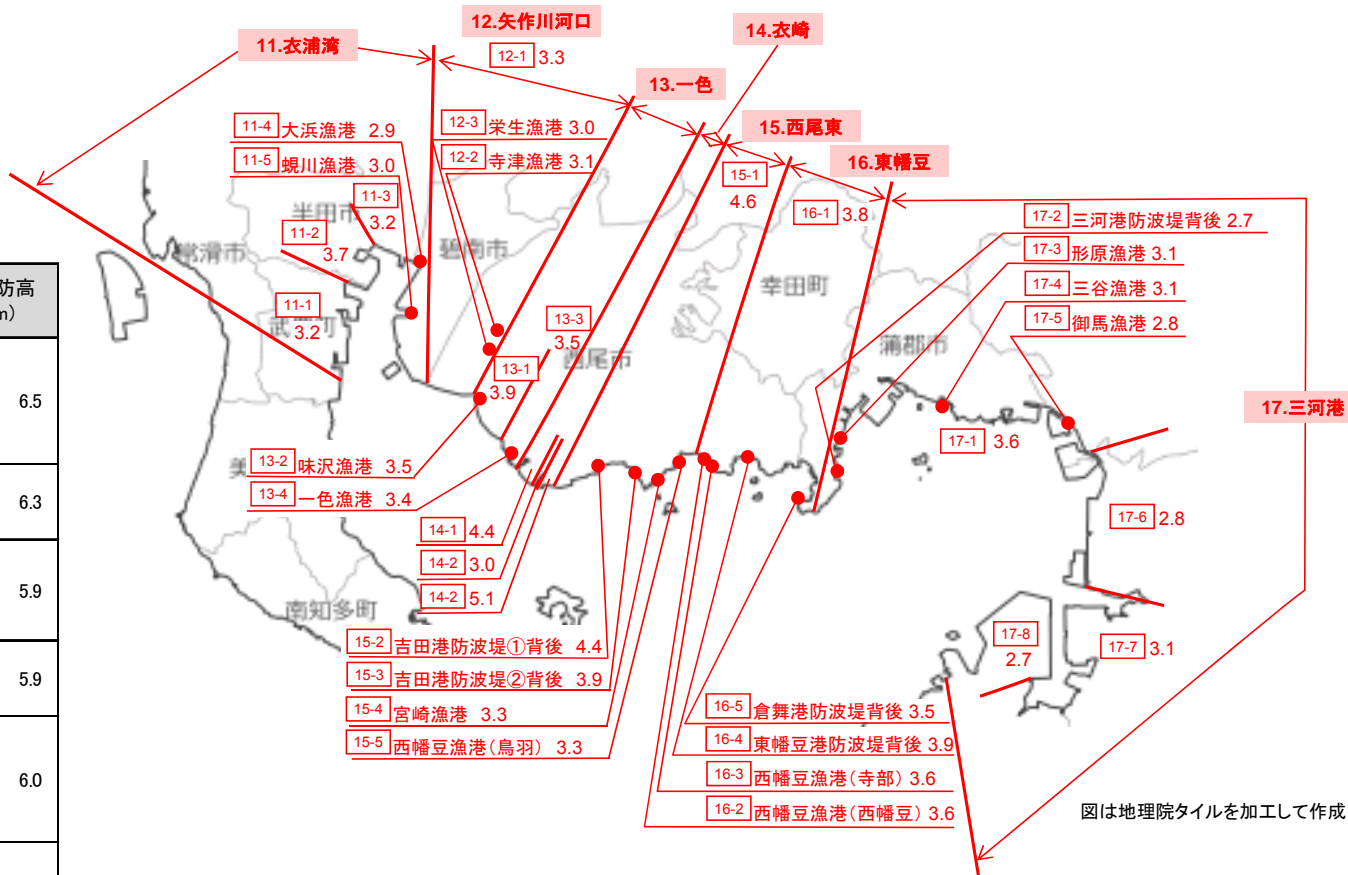 12.矢作川河口
11.衣浦湾
12-1 3.3
14.衣崎
13.一色
11-4 大浜漁港 2.9
12-3 栄生漁港 3.0
15.西尾東
11-5 蜆川漁港 3.0
12-2 寺津漁港 3.1
16.東幡豆
15-1
4.6
11-3
3.2
半田市
16-1 3.8
17-2 三河港防波堤背後 2.7
11-2
3.7
常滑市
碧南市
17-3 形原漁港 3.1
防高
m)
幸田町
17-4 三谷漁港 3.1
11-1
3.2
武豊町
13-3
3.5
17-5 御馬漁港 2.8
西尾市
蒲郡市
13-1
3.9
6.5
17.三河港
17-1 3.6
13-2 味沢漁港 3.5
美
13-4 一色漁港 3.4
6.3
17-6 2.8
14-1 4.4
14-2 3.0
5.9
14-2 5.1
南知多町
17-8
2.7
17-7 3.1
15-2 吉田港防波堤①背後 4.4
15-3 吉田港防波堤②背後 3.9
5.9
15-4 宮崎漁港 3.3
16-5 倉舞港防波堤背後 3.5
15-5 西幡豆漁港(鳥羽) 3.3
16-4 東幡豆港防波堤背後 3.9
6.0
16-3 西幡豆漁港(寺部) 3.6
16-2 西幡豆漁港(西幡豆) 3.6
図は地理院タイルを加工して作成